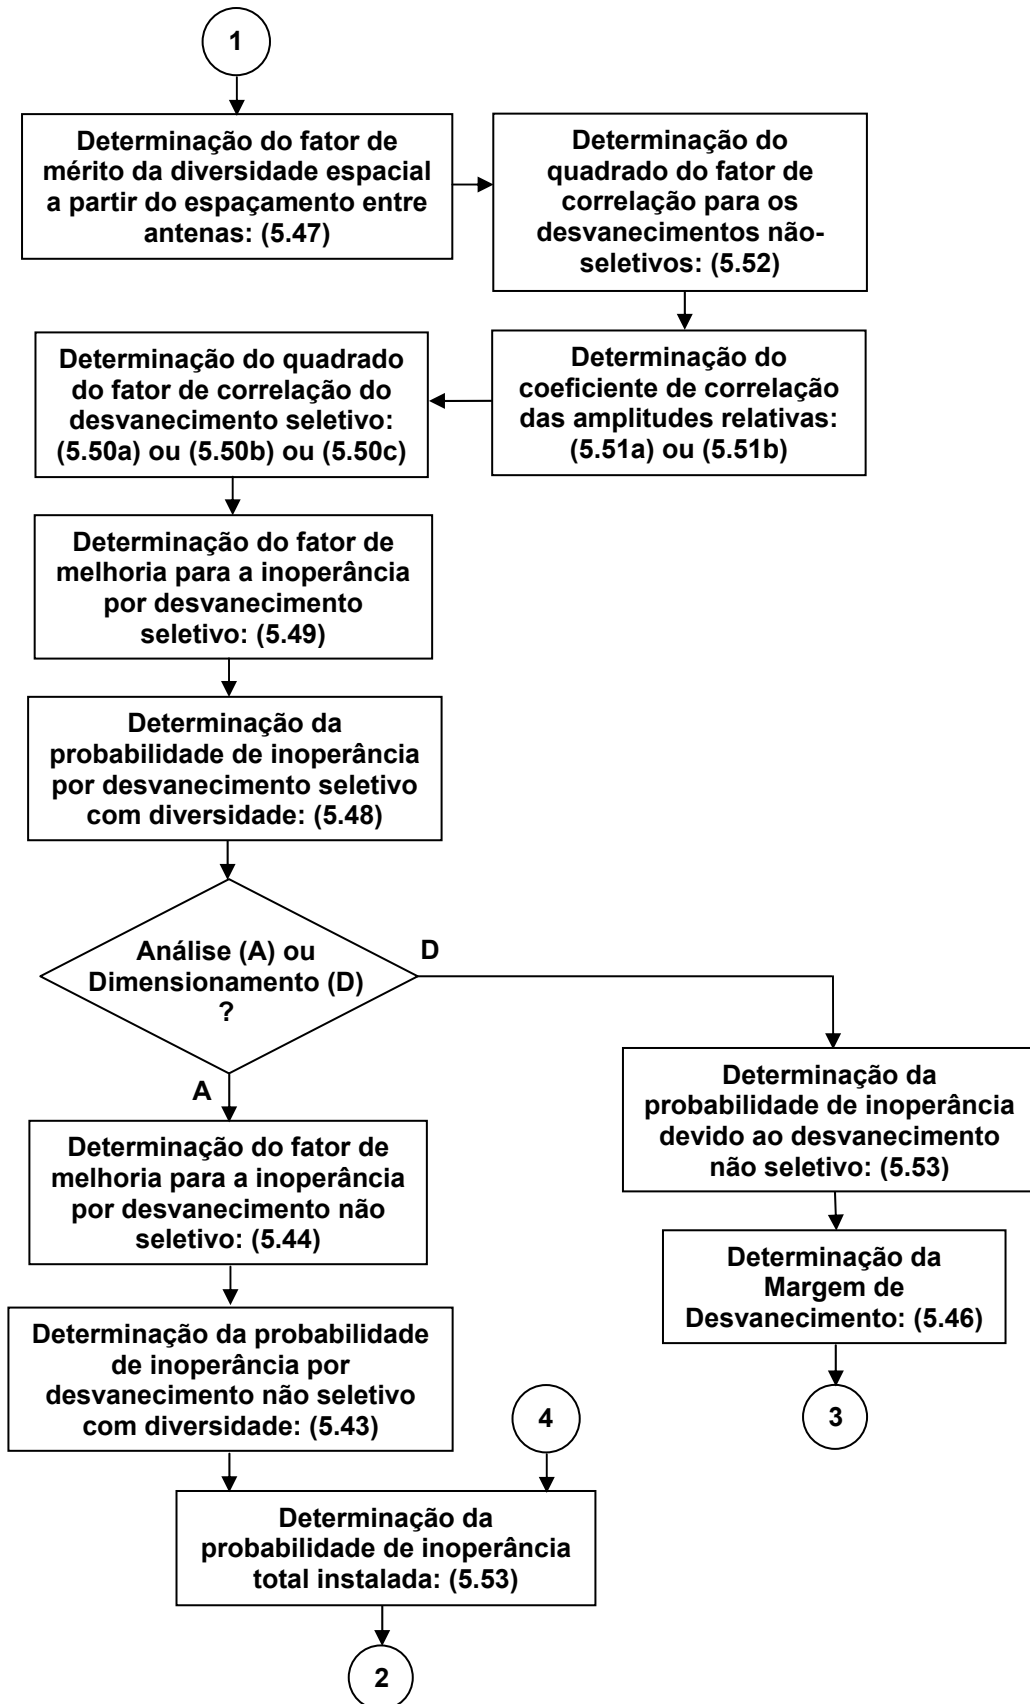 1
Determinação do fator de
mérito da diversidade espacial
a partir do espaçamento entre
antenas: (5.47)
Determinação do
quadrado do fator de
correlação para os
desvanecimentos não-
seletivos: (5.52)
Determinação do
coeficiente de correlação
das amplitudes relativas:
(5.51a) ou (5.51b)
Determinação do quadrado
do fator de correlação do
desvanecimento seletivo:
(5.50a) ou (5.50b) ou (5.50c)
Determinação do fator de
melhoria para a inoperância
por desvanecimento
seletivo: (5.49)
Determinação da
probabilidade de inoperância
por desvanecimento seletivo
com diversidade: (5.48)
Análise (A) ou
Dimensionamento (D)
?
D
A
Determinação da
probabilidade de inoperância
devido ao desvanecimento
não seletivo: (5.53)
Determinação do fator de
melhoria para a inoperância
por desvanecimento não
seletivo: (5.44)
Determinação da
Margem de
Desvanecimento: (5.46)
Determinação da probabilidade
de inoperância por
desvanecimento não seletivo
com diversidade: (5.43)
4
3
Determinação da
probabilidade de inoperância
total instalada: (5.53)
2